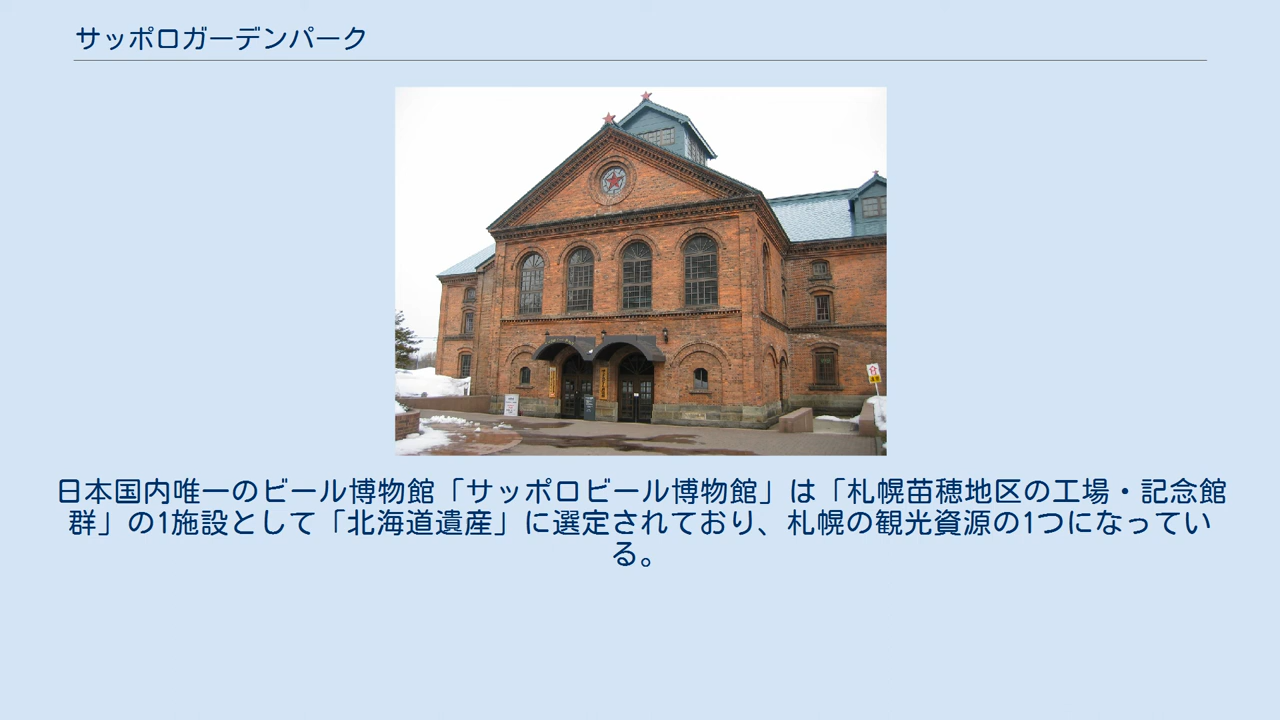 サッポロガーデンパーク
日本国内唯一のビール博物館「サッポロビール博物館」は「札幌苗穂地区の工場・記念館
群」の1施設として「北海道遺産」に選定されており、札幌の観光資源の1つになってい
る。